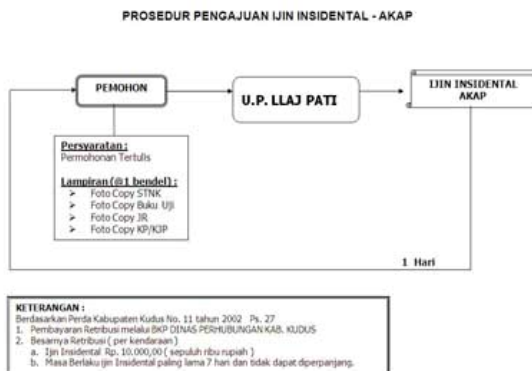 PROSEDUR PENGAJUAN IJIN INSIDENTAL - AKAP
PEMOHON
U.P. LLAJ PATI
IJIN INSIDENTAL
AKAP
Persyaratan :
Permohonan Tertulis
Lampiran (@1 bendel) :
➤ Foto Copy STNK
➤ Foto Copy Buku Uji
➤ Foto Copy JR
➤ Foto Copy KP/KJP
1 Hari
KETERANGAN :
Berdasarkan Perda Kabupaten Kudus No. 11 tahun 2002 Ps. 27
1. Pembayaran Retribusi melalui BKP DINAS PERHUBUNGAN KAB. KUDUS
2. Besarnya Retribusi ( per kendaraan )
a. Ijin Insidental Rp. 10.000,00 ( sepuluh ribu rupiah )
b. Masa Berlaku ijin Insidental paling lama 7 hari dan tidak dapat diperpanjang.